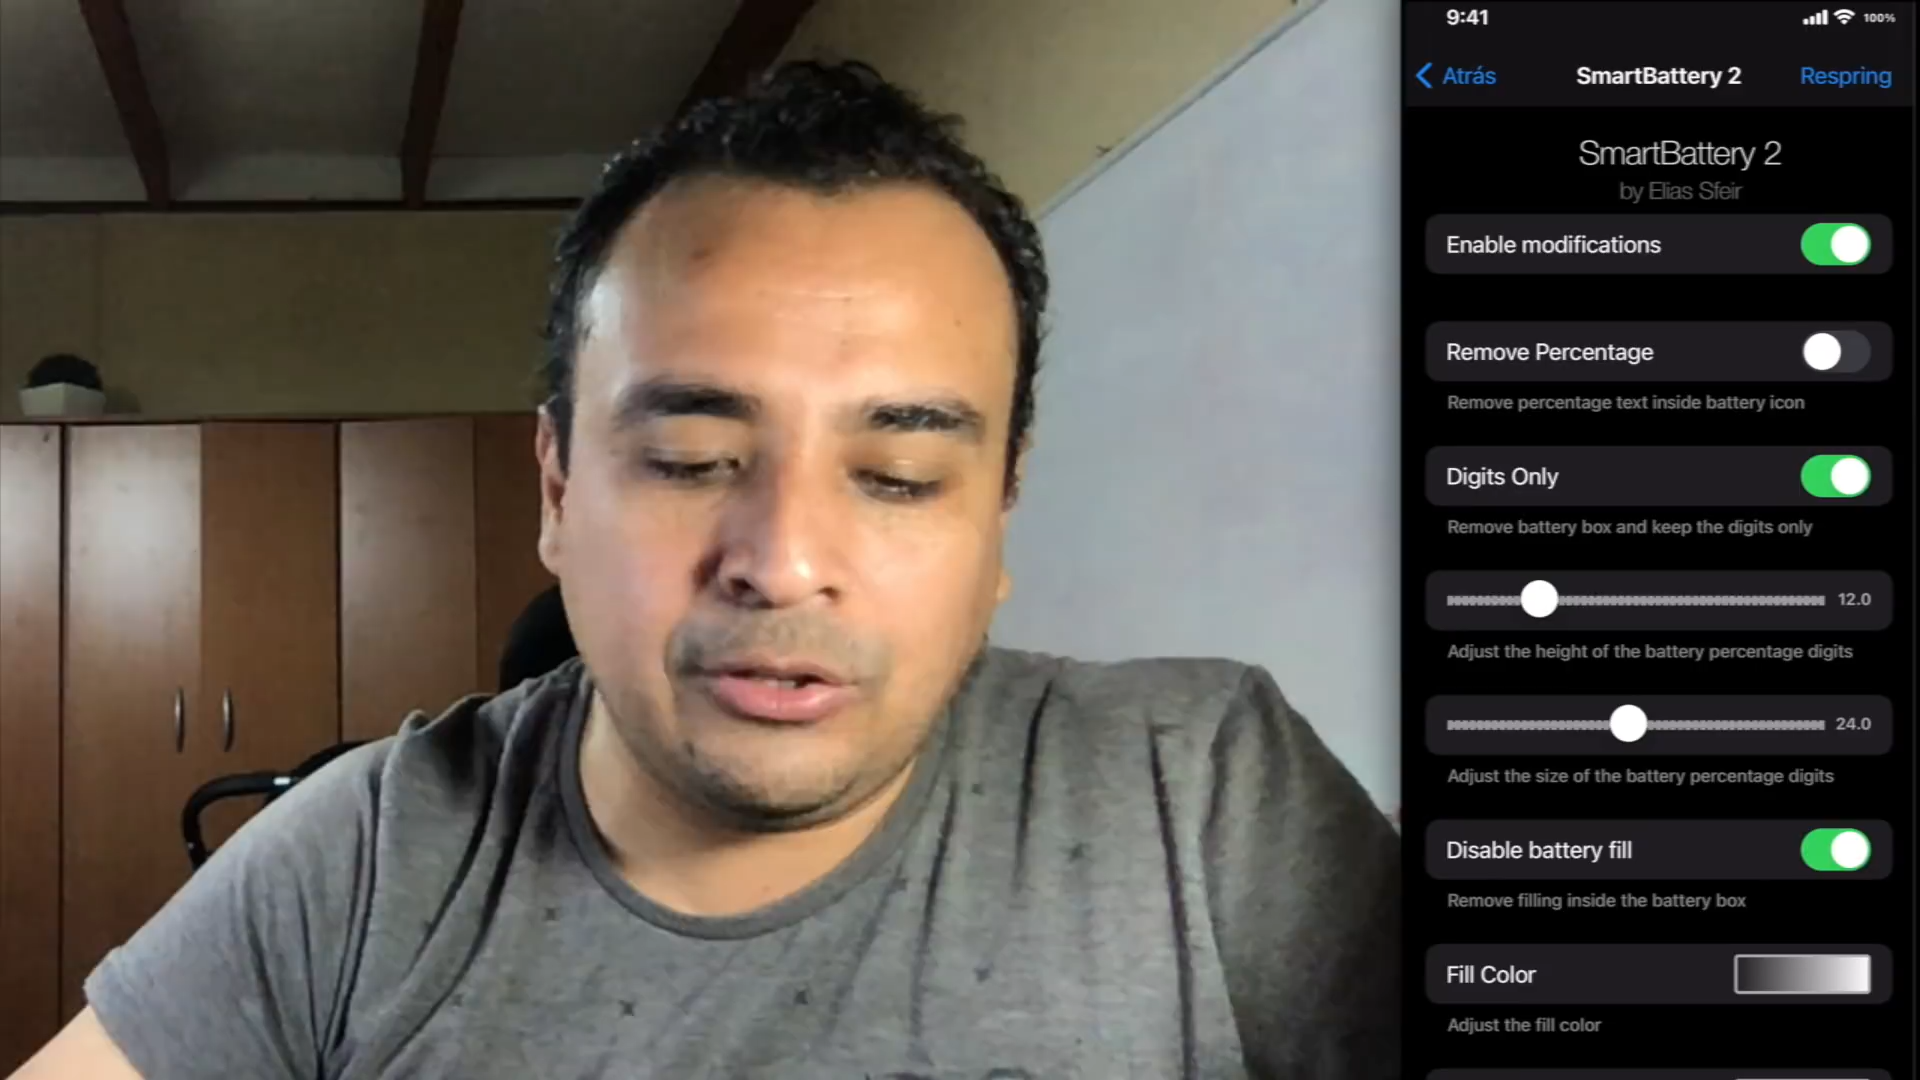 9:41
100%
Atrás
SmartBattery 2
Respring
SmartBattery 2
by Elias Sfeir
Enable modifications
Remove Percentage
Remove percentage text inside battery icon
Digits Only
Remove battery box and keep the digits only
12.0
Adjust the height of the battery percentage digits
24.0
Adjust the size of the battery percentage digits
Disable battery fill
Remove filling inside the battery box
Fill Color
Adjust the fill color